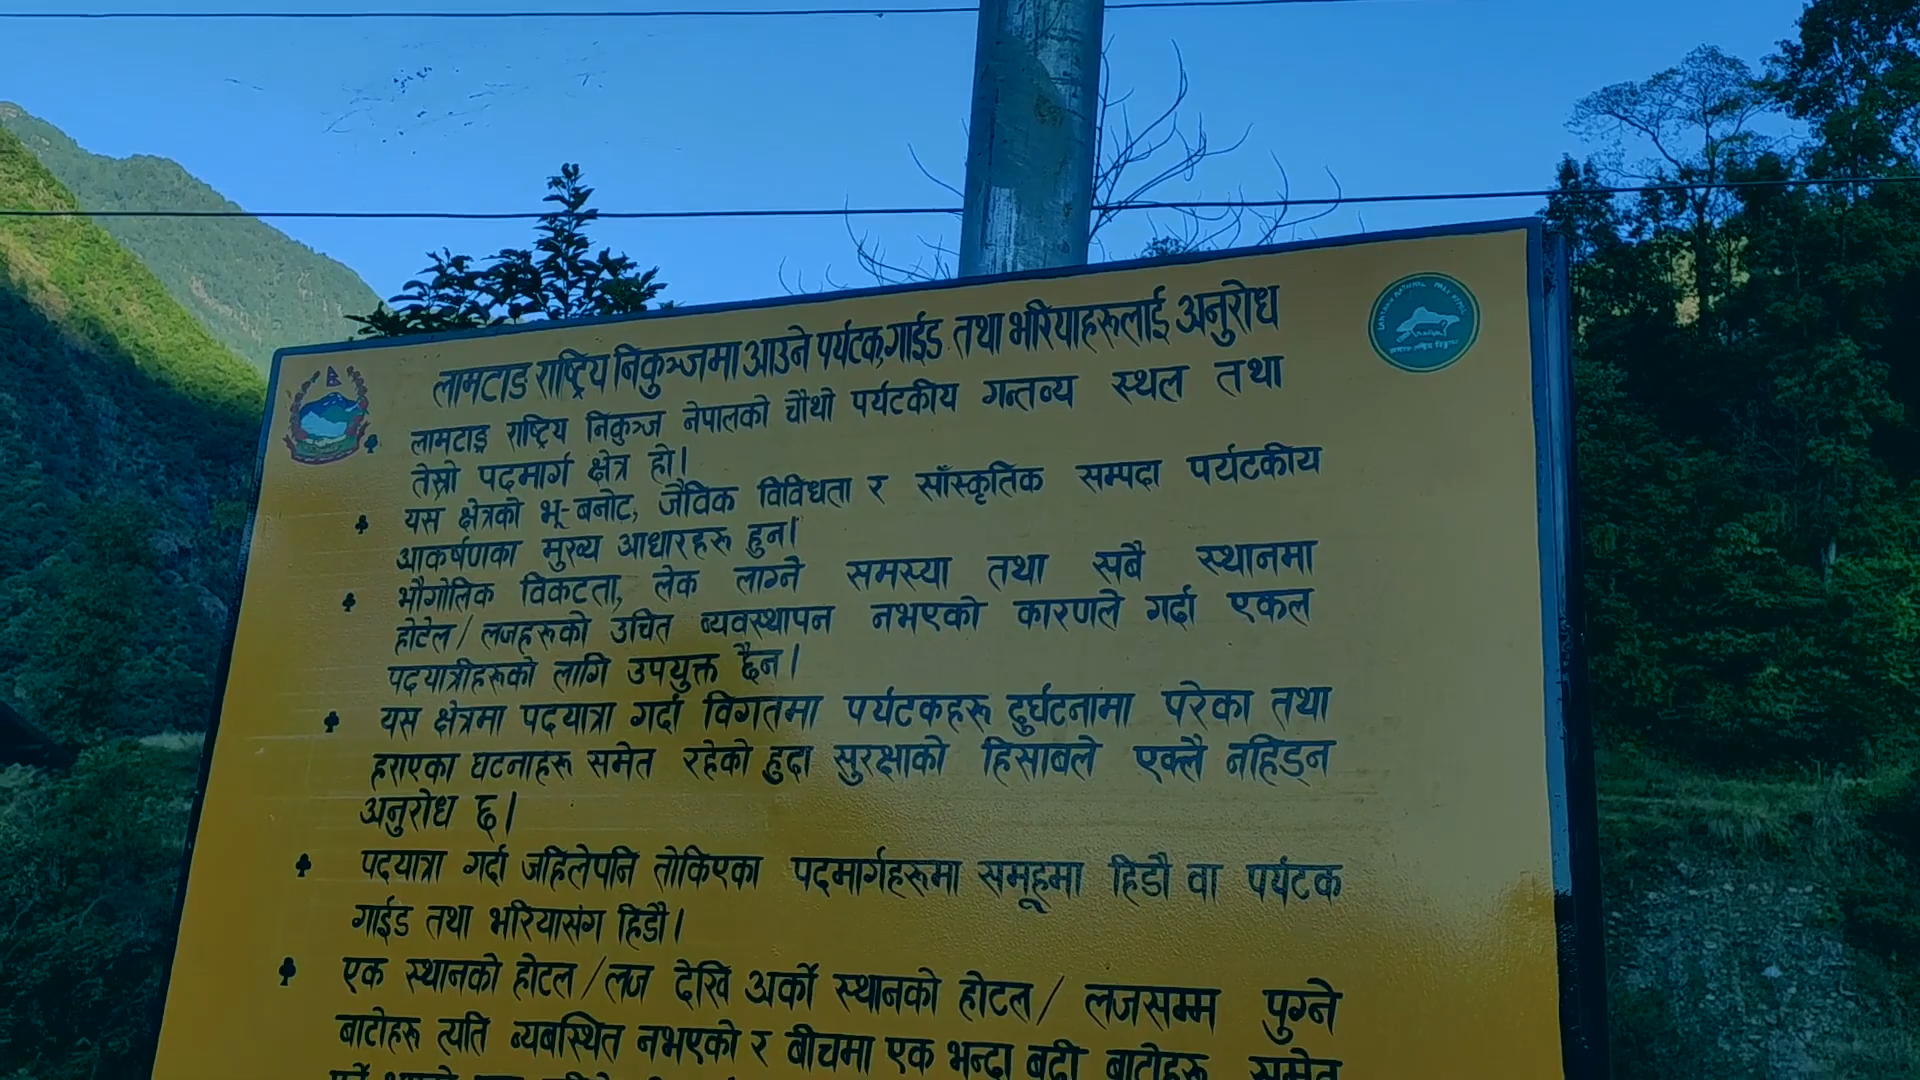 लामटाङ राष्ट्रिय निकुञ्जमा आउने पर्यटक,गाईड तथा भरियाहरूलाई अनुरोध
लामटाङ्ग राष्ट्रिय निकुञ्ज नेपालको चौथो पर्यटकीय गन्तव्य स्थल तथा
तेस्रो पदमार्ग क्षेत्र हो।
यस क्षेत्रको भू-बनोट, जैविक विविधता र साँस्कृतिक सम्पदा पर्यटकीय
आकर्षणका मुख्य आधारहरू हुन।
भौगोलिक विकटता, लेक लाग्ने समस्या तथा सबै स्थानमा
होटेल/लजहरूको उचित व्यवस्थापन नभएको कारणले गर्दा एकल
पदयात्रीहरूको लागि उपयुक्त छैन।
यस क्षेत्रमा पदयात्रा गर्दा विगतमा पर्यटकहरू दुर्घटनामा परेका तथा
हराएका घटनाहरू समेत रहेको हुदा सुरक्षाको हिसाबले एक्लै नहिड्न
अनुरोध छ।
पदयात्रा गर्दा जहिलेपनि तोकिएका पदमार्गहरूमा समूहमा हिडौ वा पर्यटक
गाईड तथा भरियासंग हिडौ।
एक स्थानको होटल/लज देखि अर्को स्थानको होटल/ लजसम्म पुग्ने
बाटोहरू त्यति व्यबस्थित नभएको र बीचमा एक भन्दा बढी बाटोहरू समेत